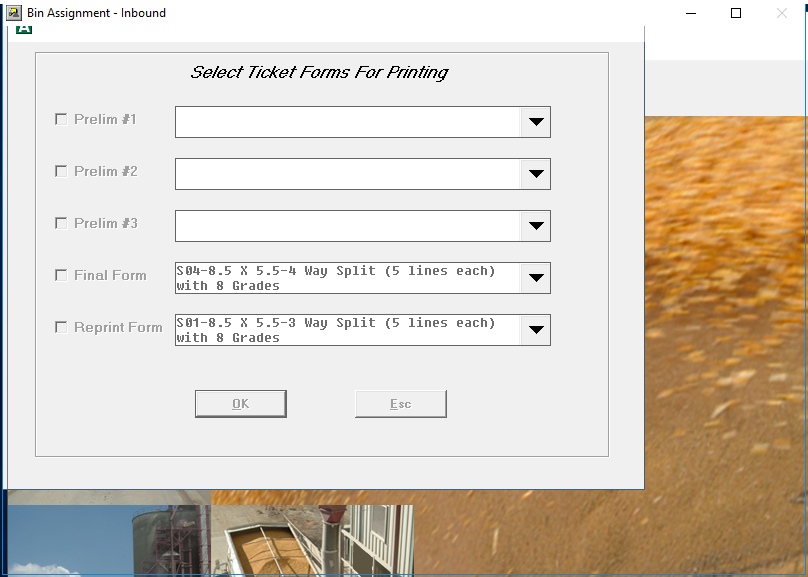 Bin Assignment - Inbound
A
Select Ticket Forms For Printing
Prelim #1
Prelim #2
Prelim #3
Final Form
S04-8.5 X 5.5-4 Way Split (5 lines each)
with 8 Grades
Reprint Form
S01-8.5 X 5.5-3 Way Split (5 lines each)
with 8 Grades
OK
Esc